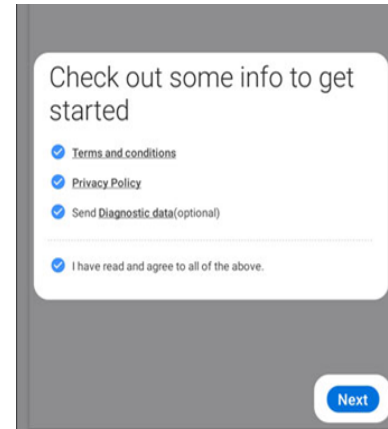 Check out some info to get
started
Terms and conditions
Privacy Policy
Send Diagnostic data(optional)
I have read and agree to all of the above.
Next